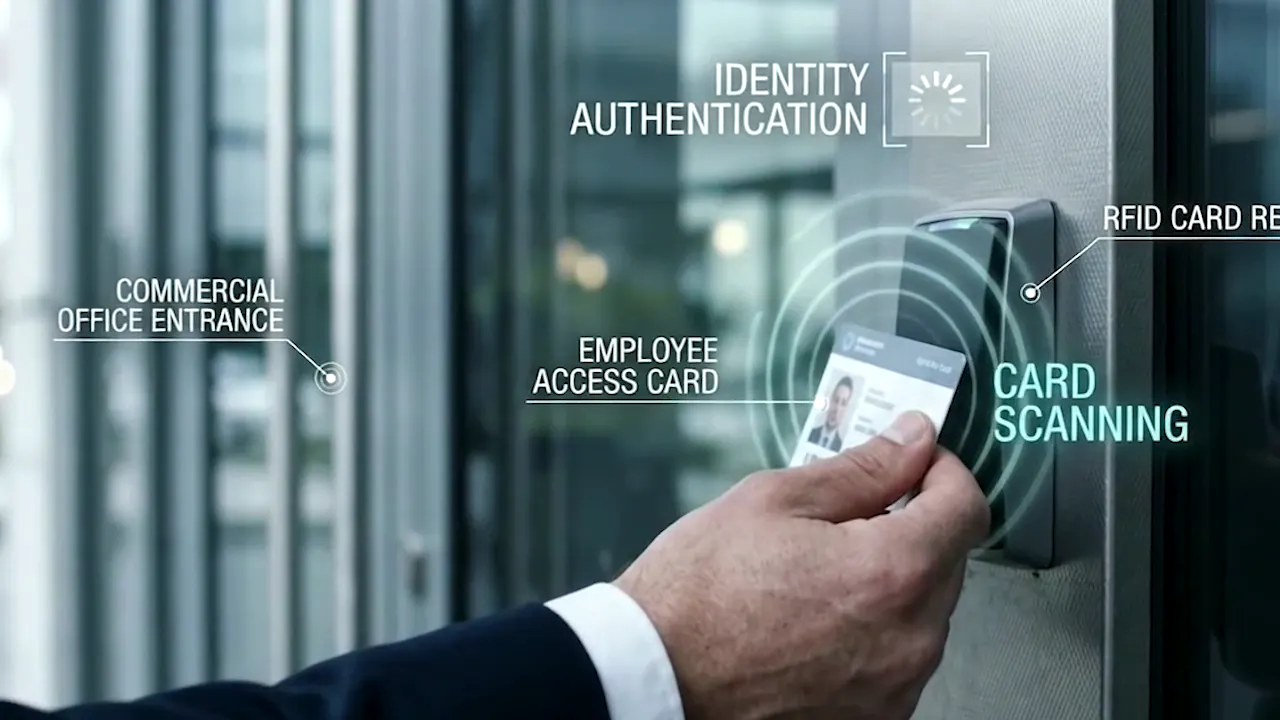 IDENTITY
AUTHENTICATION
RFID CARD RE
COMMERCIAL
OFFICE ENTRANCE
EMPLOYEE
ACCESS CARD
CARD
SCANNING